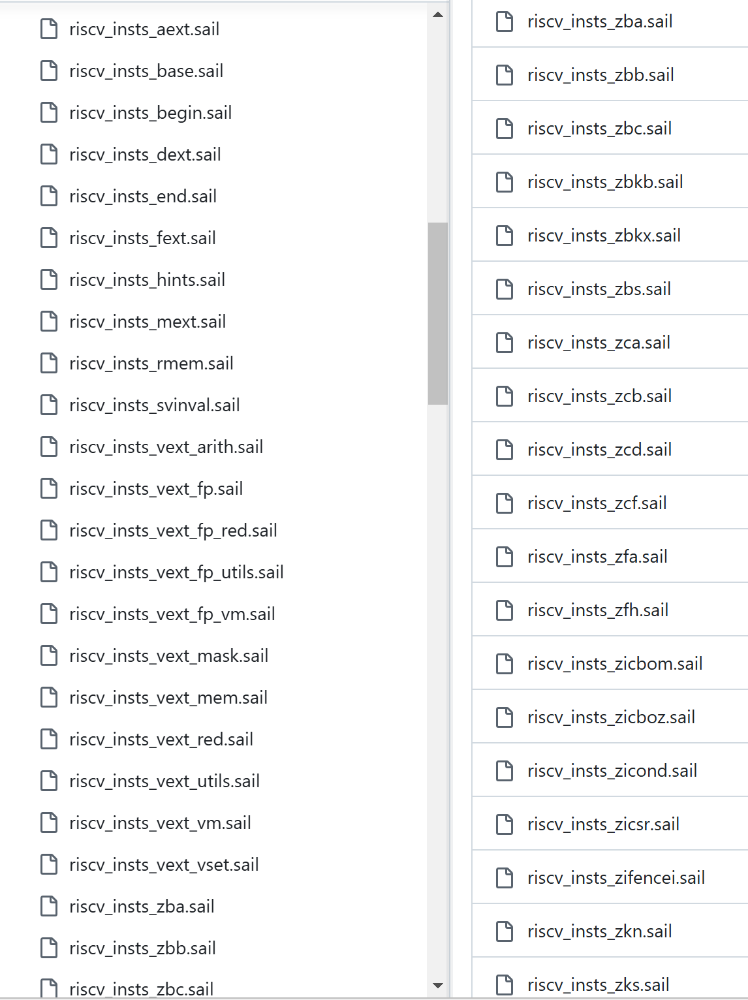 riscv_insts_aext.sail
riscv_insts_base.sail
riscv_insts_begin.sail
riscv_insts_dext.sail
riscv_insts_end.sail
riscv_insts_fext.sail
riscv_insts_hints.sail
riscv_insts_mext.sail
riscv_insts_rmem.sail
riscv_insts_svinval.sail
riscv_insts_vext_arith.sail
riscv_insts_vext_fp.sail
riscv_insts_vext_fp_red.sail
riscv_insts_vext_fp_utils.sail
riscv_insts_vext_fp_vm.sail
riscv_insts_vext_mask.sail
riscv_insts_vext_mem.sail
riscv_insts_vext_red.sail
riscv_insts_vext_utils.sail
riscv_insts_vext_vm.sail
riscv_insts_vext_vset.sail
riscv_insts_zba.sail
riscv_insts_zbb.sail
riscv_insts_zbc.sail
riscv_insts_zba.sail
riscv_insts_zbb.sail
riscv_insts_zbc.sail
riscv_insts_zbkb.sail
riscv_insts_zbkx.sail
riscv_insts_zbs.sail
riscv_insts_zca.sail
riscv_insts_zcb.sail
riscv_insts_zcd.sail
riscv_insts_zcf.sail
riscv_insts_zfa.sail
riscv_insts_zfh.sail
riscv_insts_zicbom.sail
riscv_insts_zicboz.sail
riscv_insts_zicond.sail
riscv_insts_zicsr.sail
riscv_insts_zifencei.sail
riscv_insts_zkn.sail
riscv_insts_zks.sail